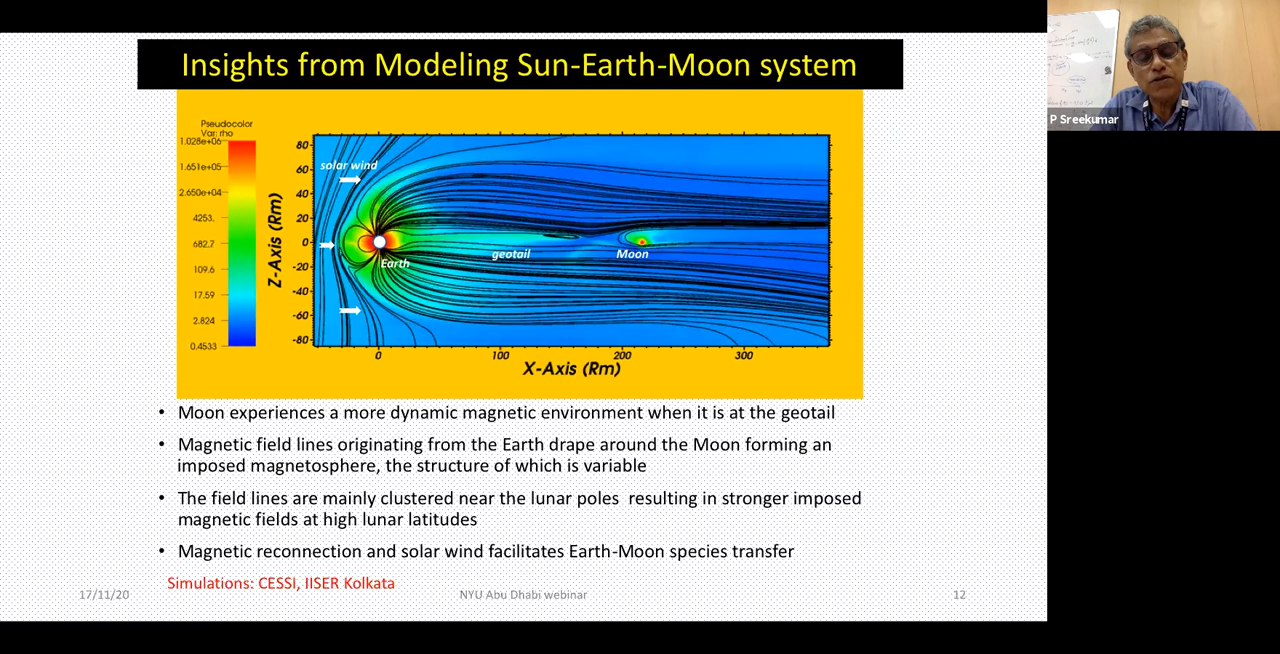 Insights from Modeling Sun-Earth-Moon system
P Sreekumar
Pseudocolor
Var: rho
1.028e+06
1.651e+05
2.650e+04
4253.
682.7
109.6
17.59
2.824
0.4533
Z-Axis (Rm)
80
60
40
20
0
-20
-40
-60
-80
solar wind
Earth
geotail
Moon
0
100
200
300
X-Axis (Rm)
• Moon experiences a more dynamic magnetic environment when it is at the geotail
• Magnetic field lines originating from the Earth drape around the Moon forming an
imposed magnetosphere, the structure of which is variable
• The field lines are mainly clustered near the lunar poles resulting in stronger imposed
magnetic fields at high lunar latitudes
• Magnetic reconnection and solar wind facilitates Earth-Moon species transfer
Simulations: CESSI, IISER Kolkata
17/11/20
NYU Abu Dhabi webinar
12